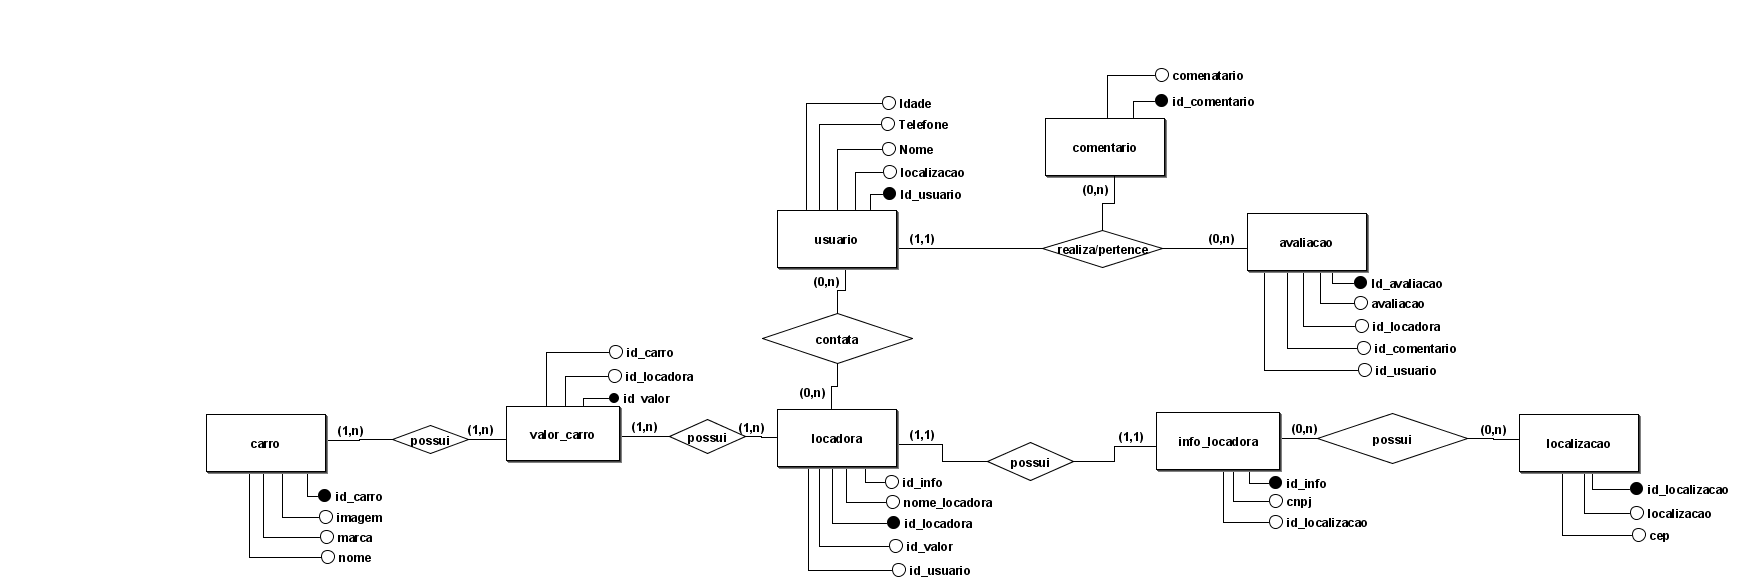 comenatario
id_comentario
comentario
(0,n)
Idade
Telefone
Nome
localizacao
Id_usuario
usuario
(1,1)
realiza/pertence
(0,n)
avaliacao
Id_avaliacao
avaliacao
id_locadora
id_comentario
id_usuario
(0,n)
contata
(0,n)
id_carro
id_locadora
id_valor
carro
(1,n)
possui
(1,n)
valor_carro
(1,n)
possui
(1,n)
locadora
(1,1)
possui
(1,1)
info_locadora
(0,n)
possui
(0,n)
localizacao
id_carro
imagem
marca
nome
id_info
nome_locadora
id_locadora
id_valor
id_usuario
id_info
cnpj
id_localizacao
id_localizacao
localizacao
cep